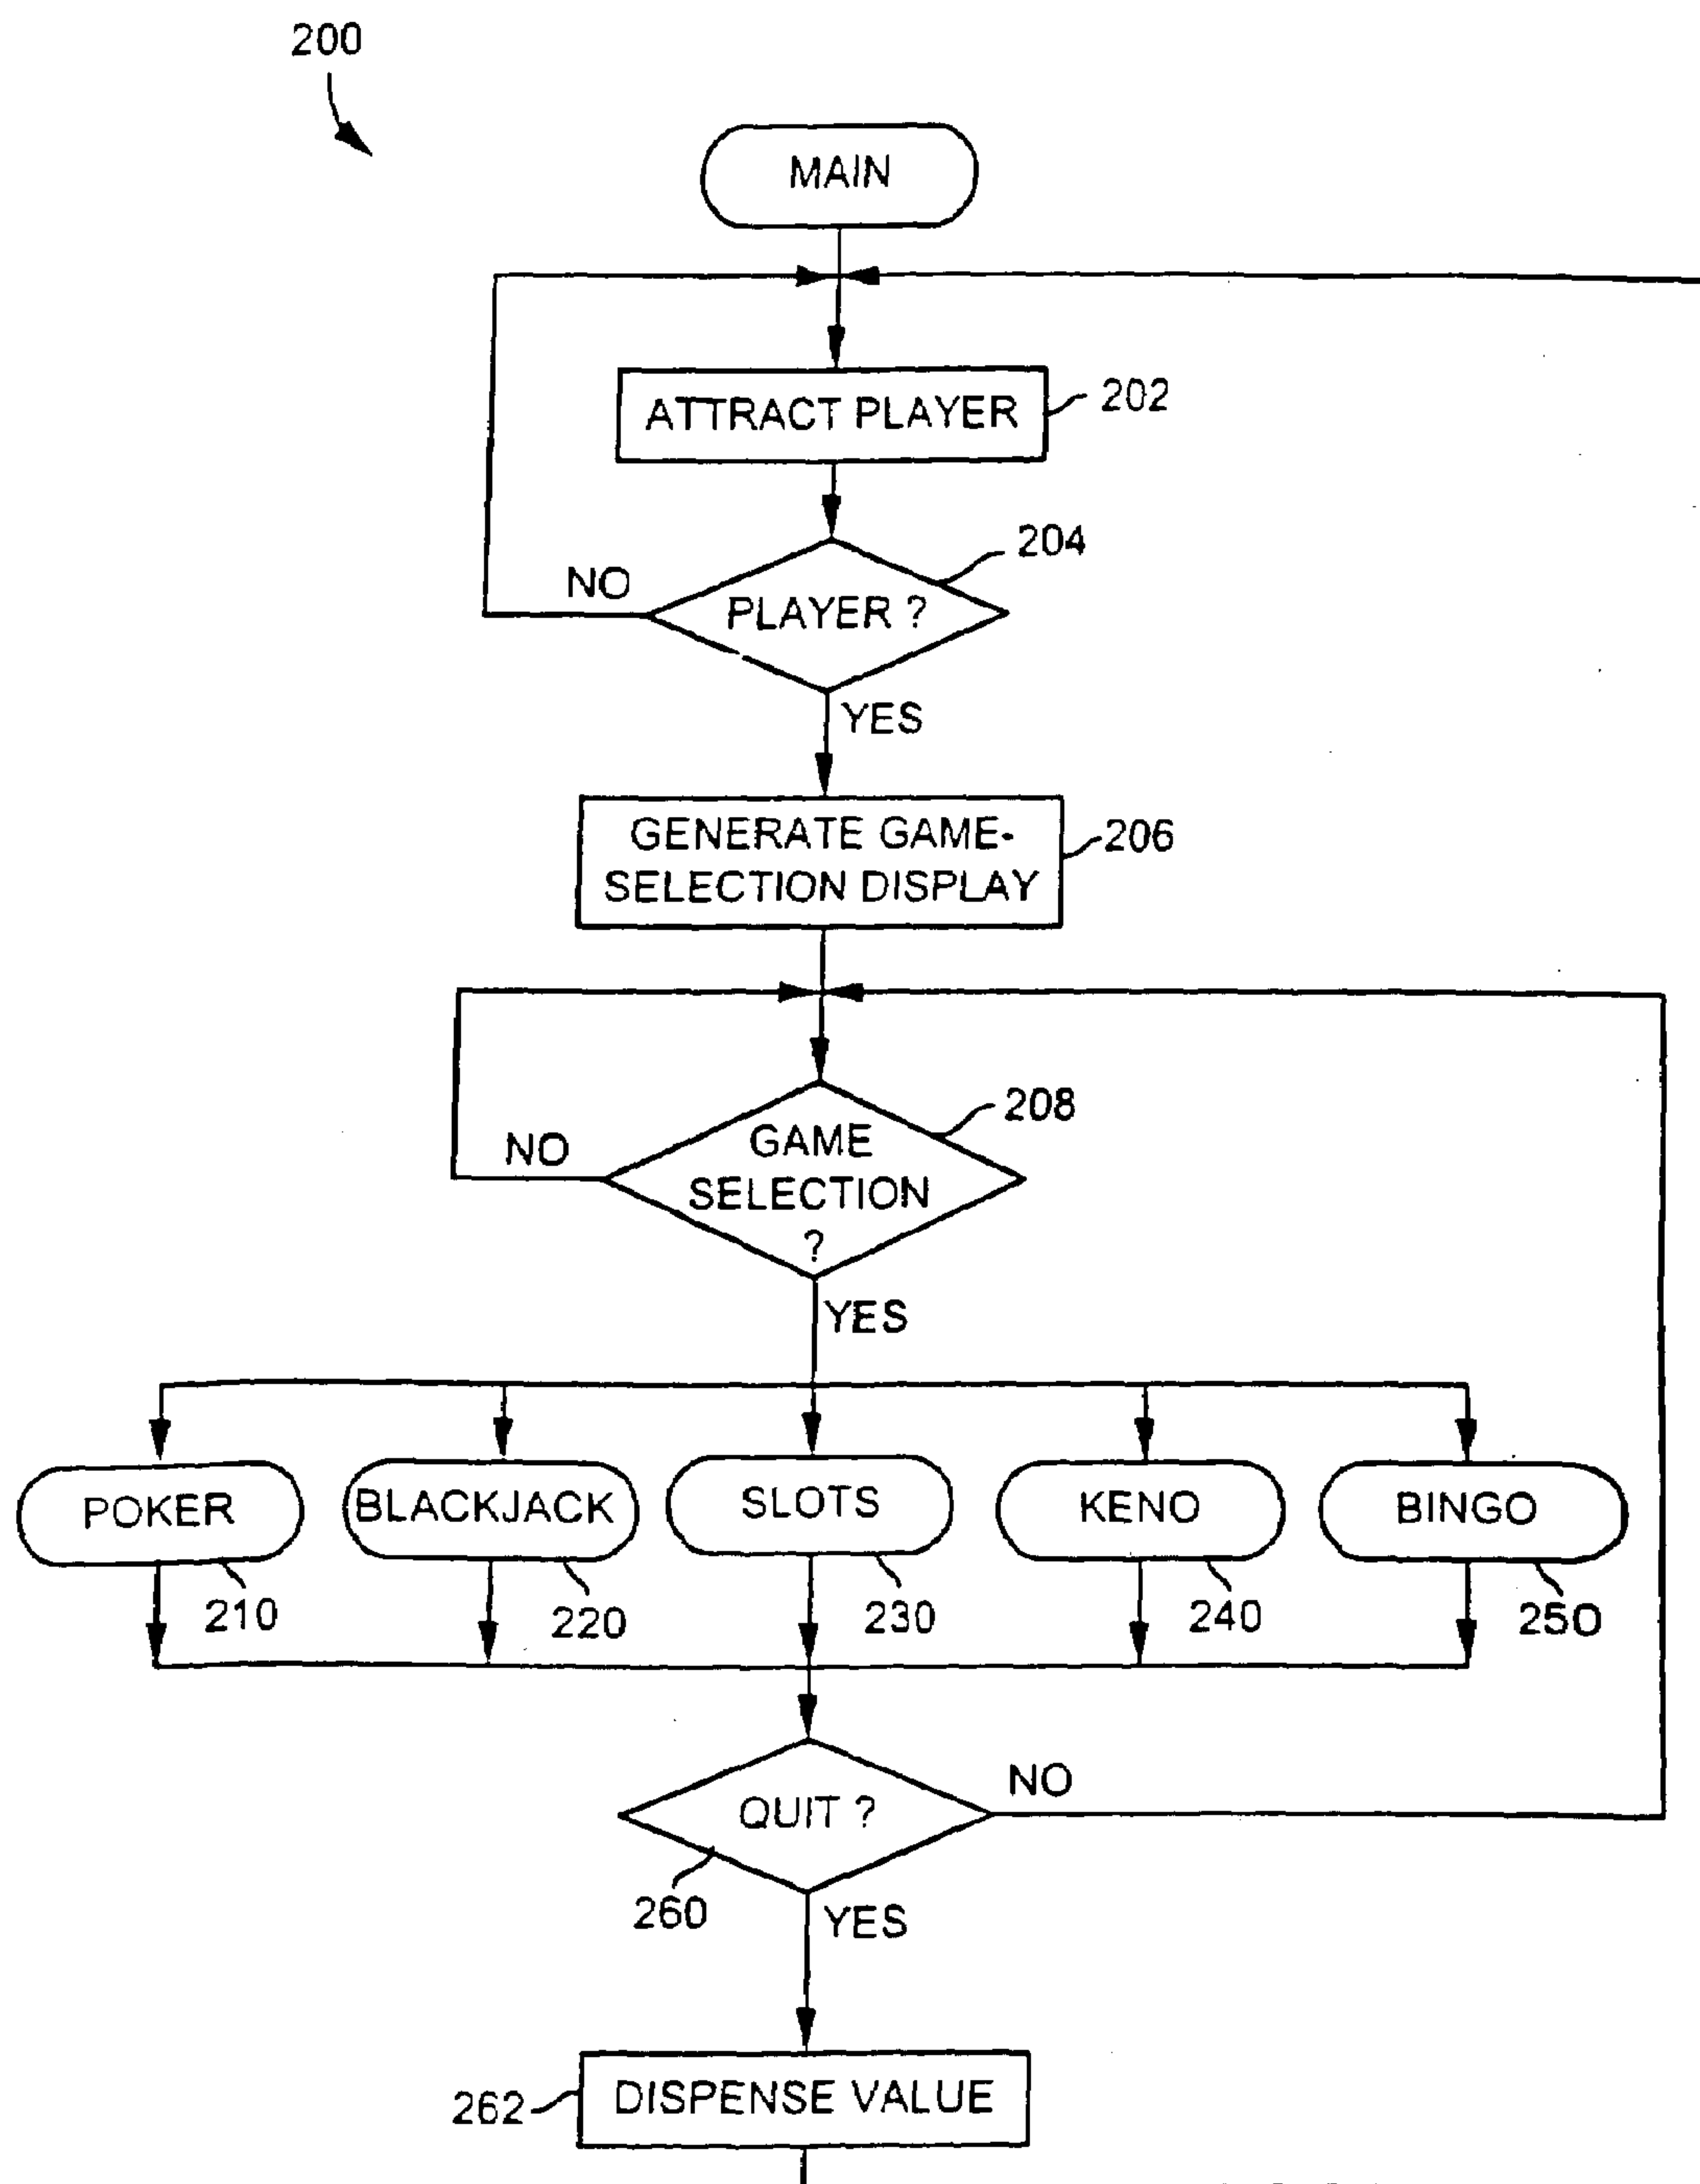 200
MAIN
ATTRACT PLAYER
202
204
NO
PLAYER ?
YES
GENERATE GAME-
SELECTION DISPLAY
206
208
NO
GAME
SELECTION
?
YES
POKER
BLACKJACK
SLOTS
KENO
BINGO
210
220
230
240
250
QUIT ?
NO
260
YES
262
DISPENSE VALUE